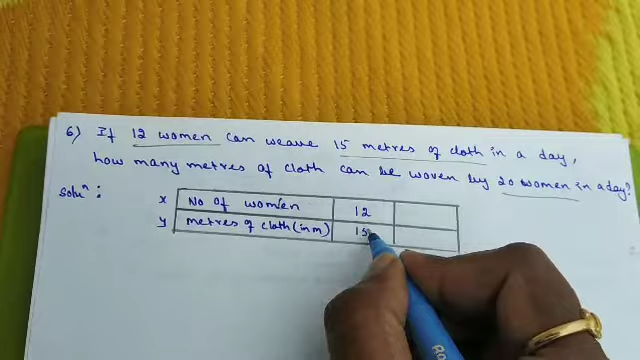 6) If 12 women can weave 15 metres of cloth in a day,
how many metres of cloth can be woven by 20 women in a day?
Solnⁿ:
x No of women 12
y metres of cloth (in m) 15